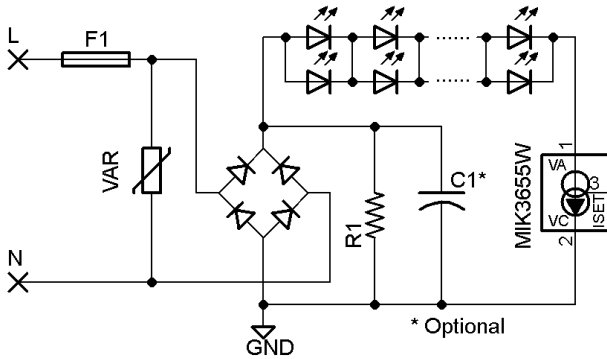 L
F1
VAR
N
R1
C1*
MIK3655W
1
VA
3
ISET
VC
2
* Optional
GND